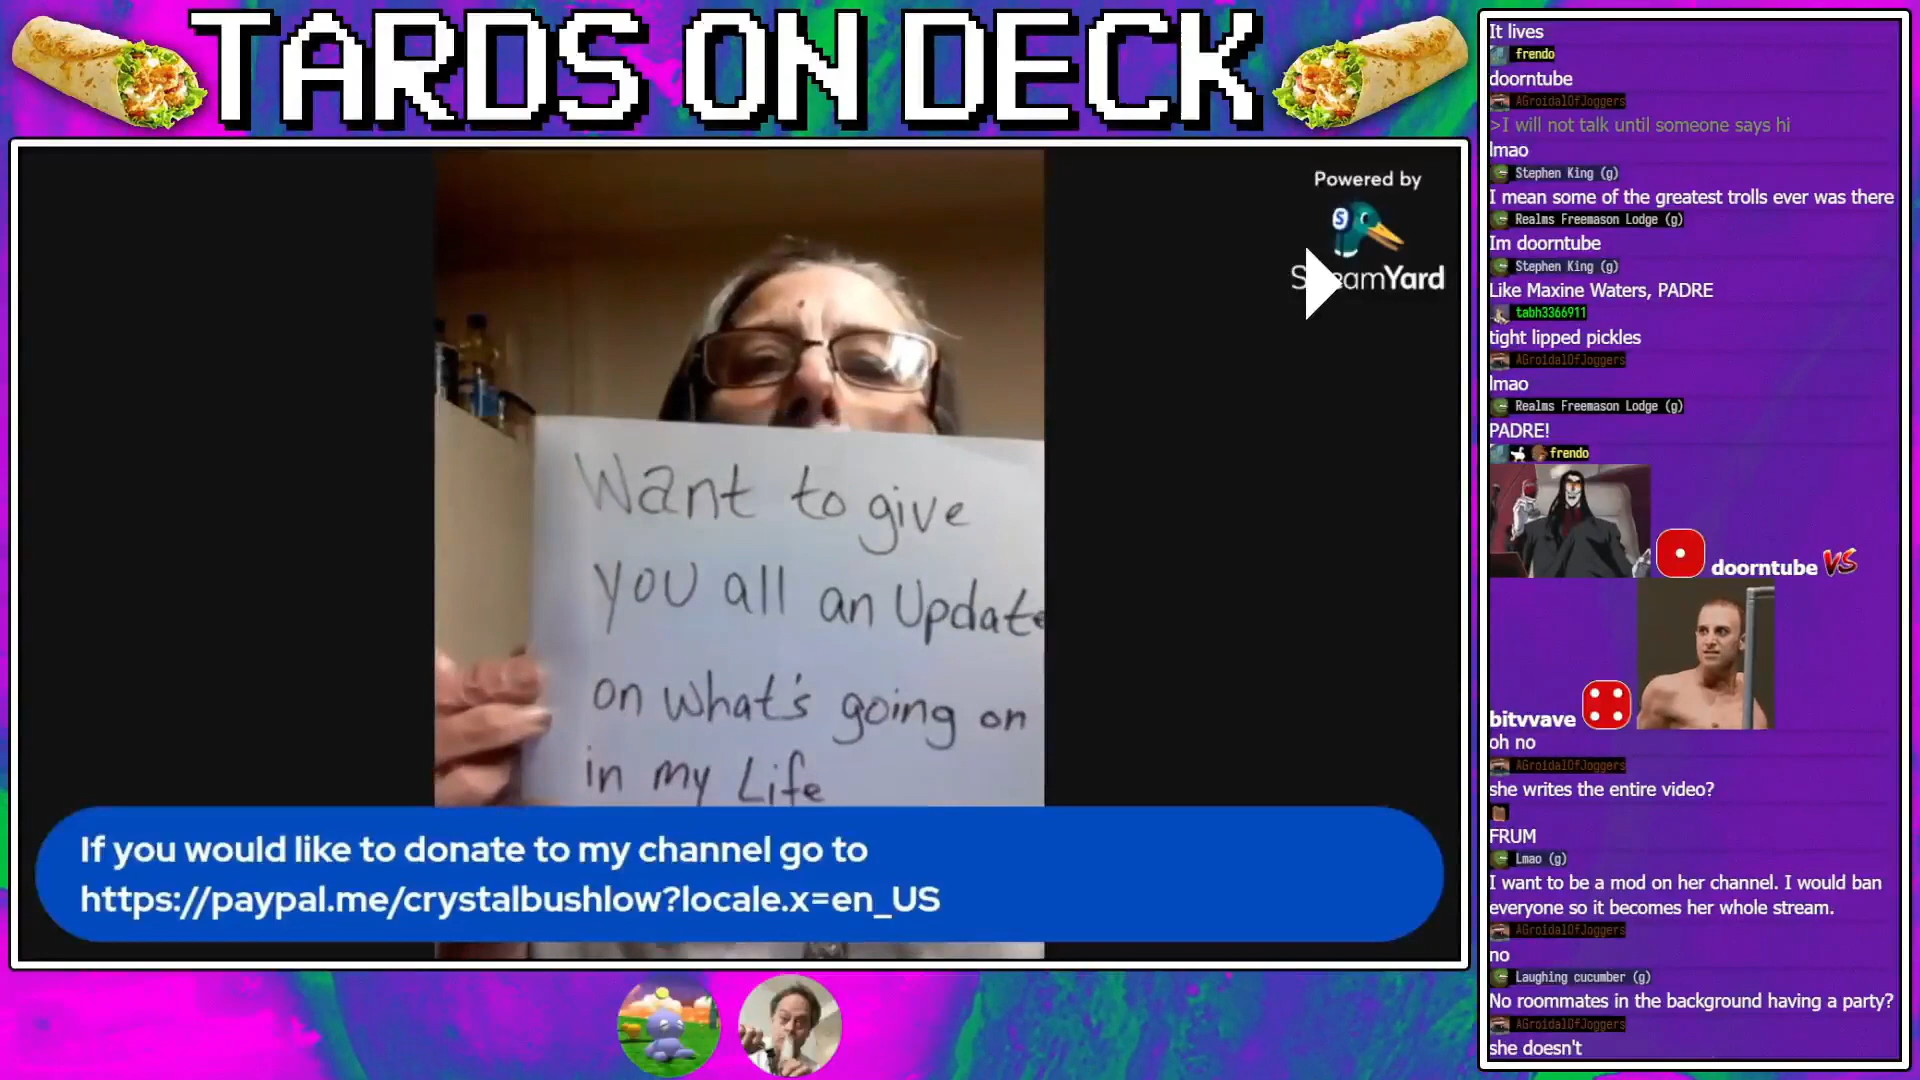 TARDS ON DECK
Powered by
StreamYard
Want to give
you all an Update
on what's going on
in my Life
If you would like to donate to my channel go to
https://paypal.me/crystalbushlow?locale.x=en_US
It lives
frendo
doorntube
AGroidalOfJoggers
>I will not talk until someone says hi
lmao
Stephen King (g)
I mean some of the greatest trolls ever was there
Realms Freemason Lodge (g)
Im doorntube
Stephen King (g)
Like Maxine Waters, PADRE
tabh3366911
tight lipped pickles
AGroidalOfJoggers
lmao
Realms Freemason Lodge (g)
PADRE!
frendo
doorntube VS
bitvvave
oh no
AGroidalOfJoggers
she writes the entire video?
FRUM
Lmao (g)
I want to be a mod on her channel. I would ban
everyone so it becomes her whole stream.
AGroidalOfJoggers
no
Laughing cucumber (g)
No roommates in the background having a party?
AGroidalOfJoggers
she doesn't